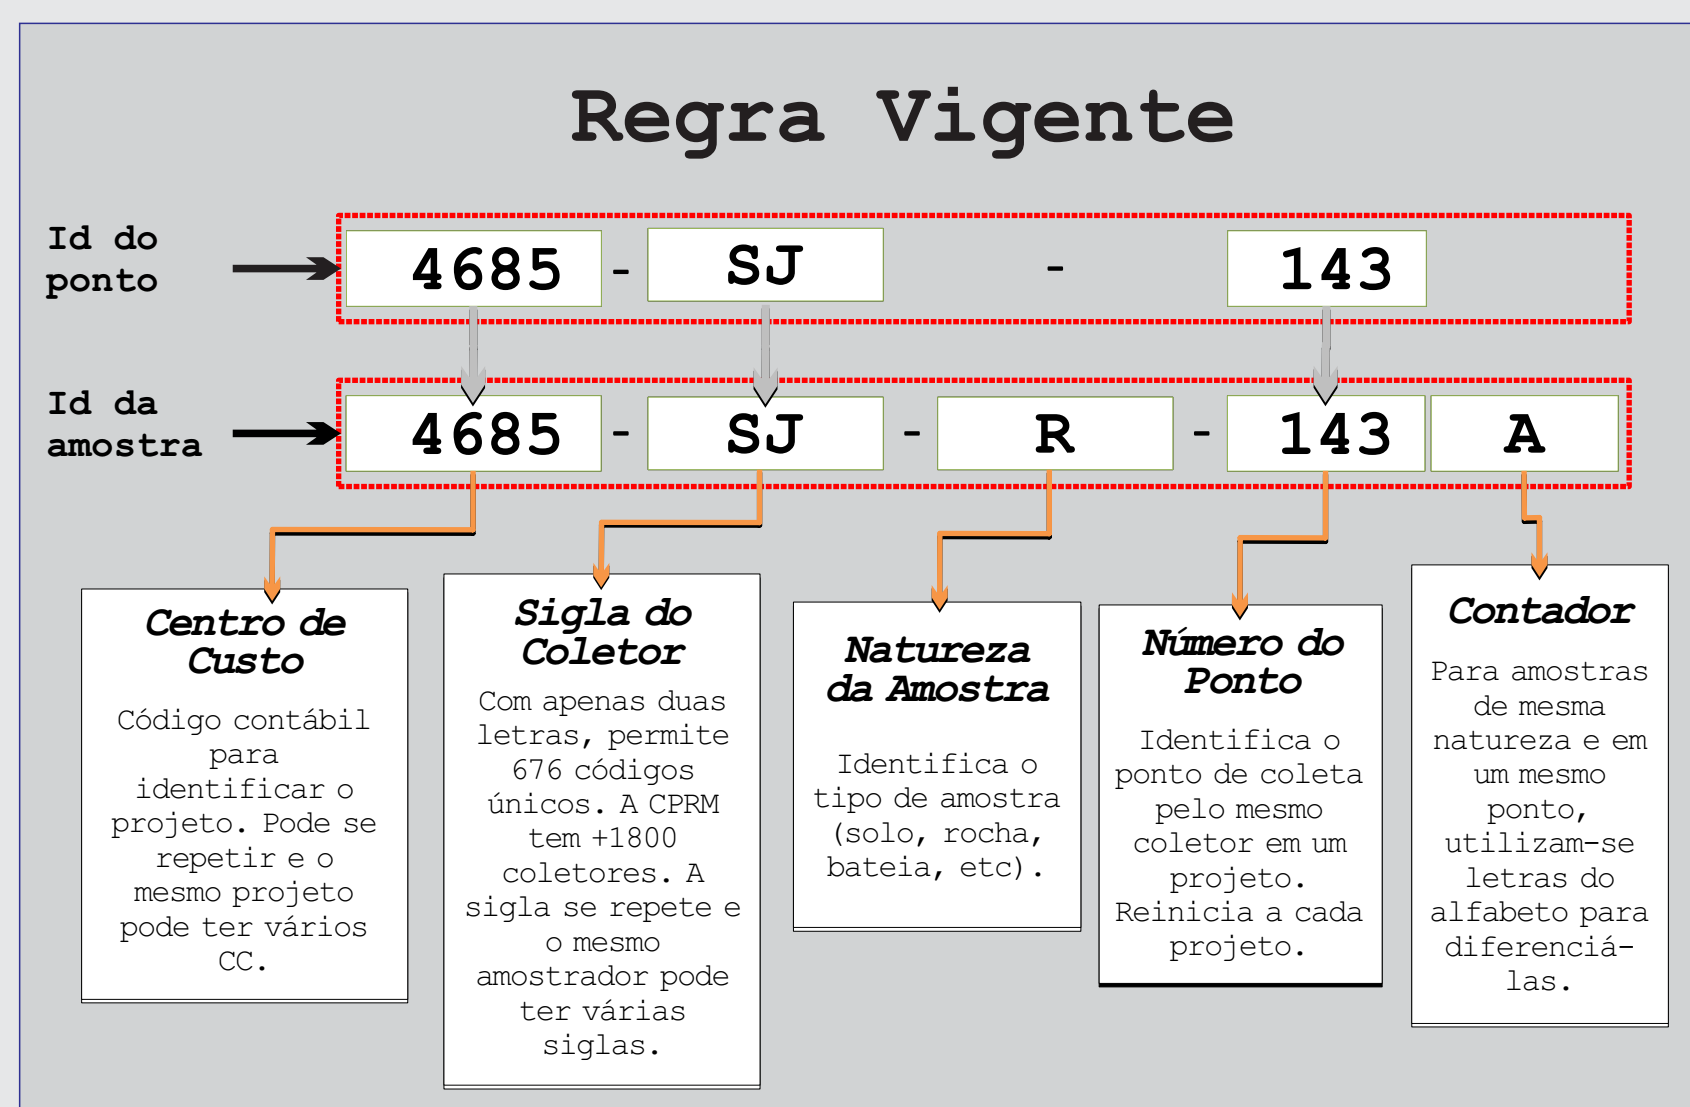 Regra Vigente
Id do
ponto
4685 - SJ - 143
Id da
amostra
4685 - SJ - R - 143 A
Centro de
Custo
Código contábil
para
identificar o
projeto. Pode se
repetir e o
mesmo projeto
pode ter vários
CC.
Sigla do
Coletor
Com apenas duas
letras, permite
676 códigos
únicos. A CPRM
tem +1800
coletores. A
sigla se repete e
o mesmo
amostrador pode
ter várias
siglas.
Natureza
da Amostra
Identifica o
tipo de amostra
(solo, rocha,
bateia, etc).
Número do
Ponto
Identifica o
ponto de coleta
pelo mesmo
coletor em um
projeto.
Reinicia a cada
projeto.
Contador
Para amostras
de mesma
natureza e em
um mesmo
ponto,
utilizam-se
letras do
alfabeto para
diferenciá-
las.